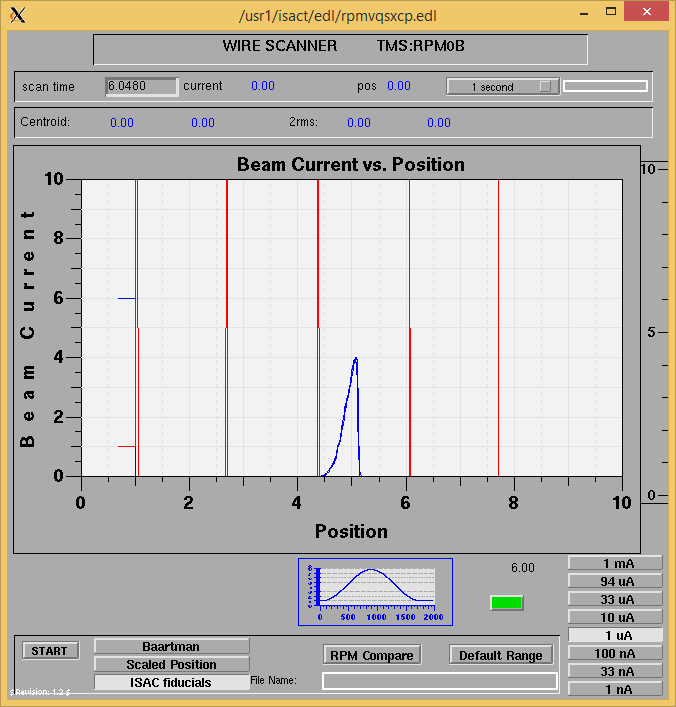 /usr1/isact/edl/rpmvqsxcp.edl
WIRE SCANNER TMS:RPM0B
scan time 6.0480 current 0.00 pos 0.00 1 second
Centroid: 0.00 0.00 2rms: 0.00 0.00
Beam Current vs. Position
10
8
6
4
2
0
Beam Current
0 2 4 6 8 10
Position
10
5
0
8
0 500 1000 1500 2000
6.00
1 mA
94 uA
33 uA
10 uA
1 uA
100 nA
33 nA
1 nA
START
Baartman
Scaled Position
ISAC fiducials
RPM Compare
Default Range
File Name:
$Revision: 1.2 $